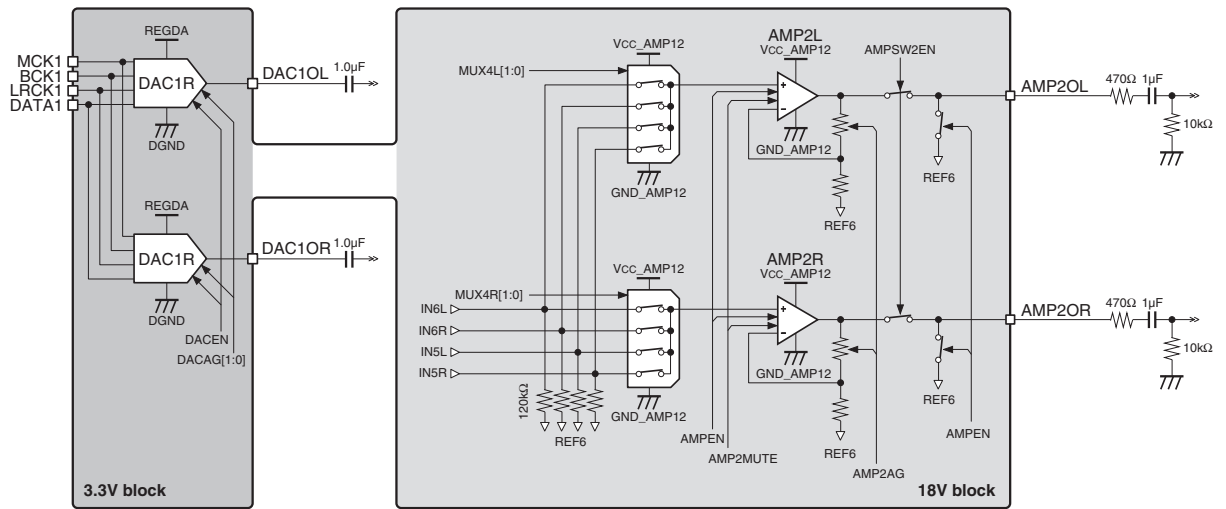 REGDA
MCK1
BCK1
LRCK1
DATA1
DAC1R
DGND
DAC1OL
1.0µF
REGDA
DAC1R
DGND
DAC1OR
1.0µF
DACEN
DACAG[1:0]
3.3V block
VCC_AMP12
MUX4L[1:0]
GND_AMP12
AMP2L
VCC_AMP12
+
−
GND_AMP12
REF6
AMPSW2EN
REF6
AMP2OL
470Ω
1µF
10kΩ
VCC_AMP12
MUX4R[1:0]
IN6L
IN6R
IN5L
IN5R
120kΩ
REF6
GND_AMP12
AMP2R
VCC_AMP12
+
−
GND_AMP12
REF6
REF6
AMP2OR
470Ω
1µF
10kΩ
AMPEN
AMP2MUTE
AMP2AG
AMPEN
18V block